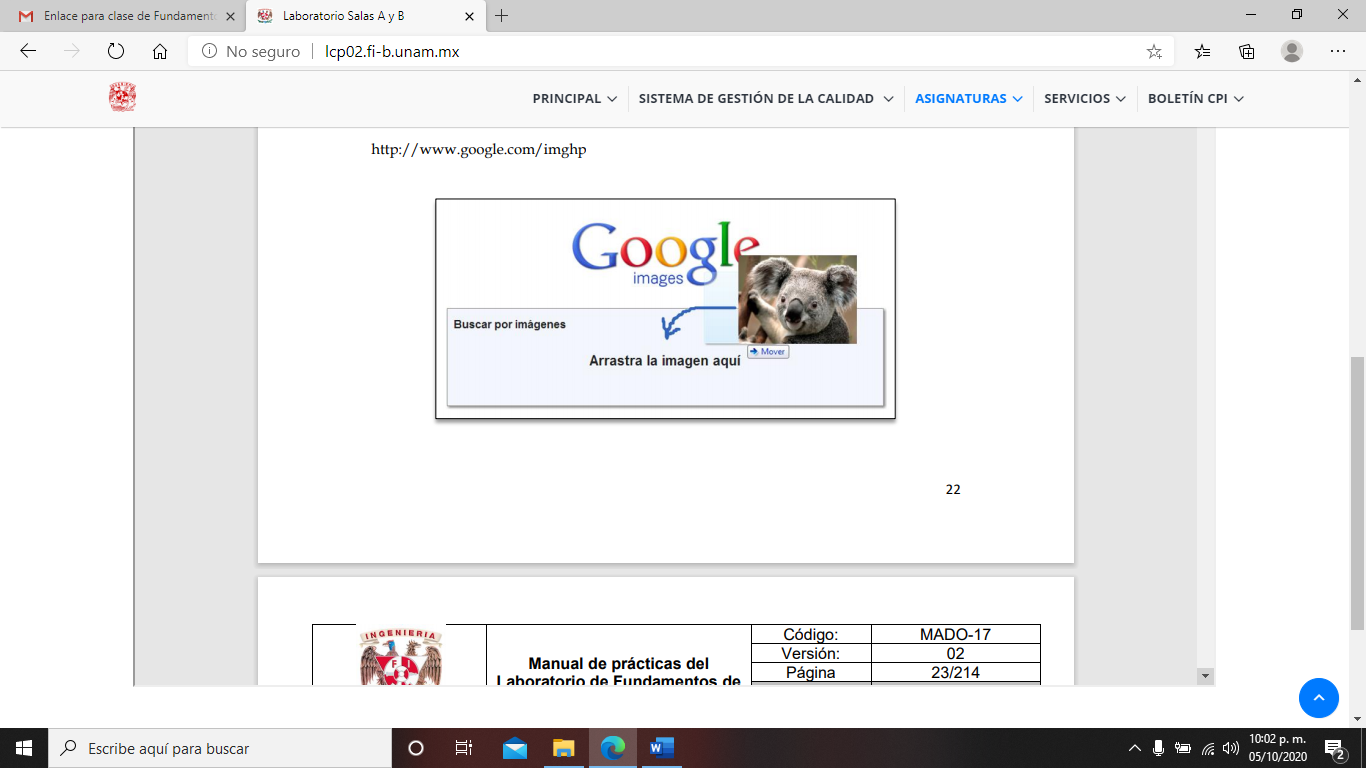 Enlace para clase de Fundament
Laboratorio Salas A y B
No seguro
lcp02.fi-b.unam.mx
PRINCIPAL
SISTEMA DE GESTIÓN DE LA CALIDAD
ASIGNATURAS
SERVICIOS
BOLETÍN CPI
http://www.google.com/imghp
Google
images
Buscar por imágenes
Arrastra la imagen aquí
Mover
22
INGENIERIA
Manual de prácticas del
Laboratorio de Fundamentos de
Código:
MADO-17
Versión:
02
Página
23/214
Escribe aquí para buscar
10:02 p. m.
05/10/2020
2